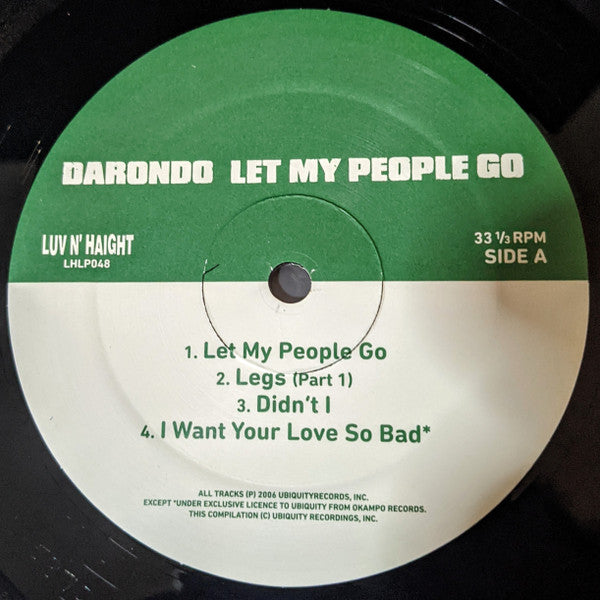 DARONDO LET MY PEOPLE GO
LUV N' HAIGHT
LHLP048
33 1/3 RPM
SIDE A
1. Let My People Go
2. Legs (Part 1)
3. Didn't I
4. I Want Your Love So Bad*
ALL TRACKS (P) 2006 UBIQUITYRECORDS, INC.
EXCEPT *UNDER EXCLUSIVE LICENCE TO UBIQUITY FROM OKAMPO RECORDS.
THIS COMPILATION (C) UBIQUITY RECORDINGS, INC.